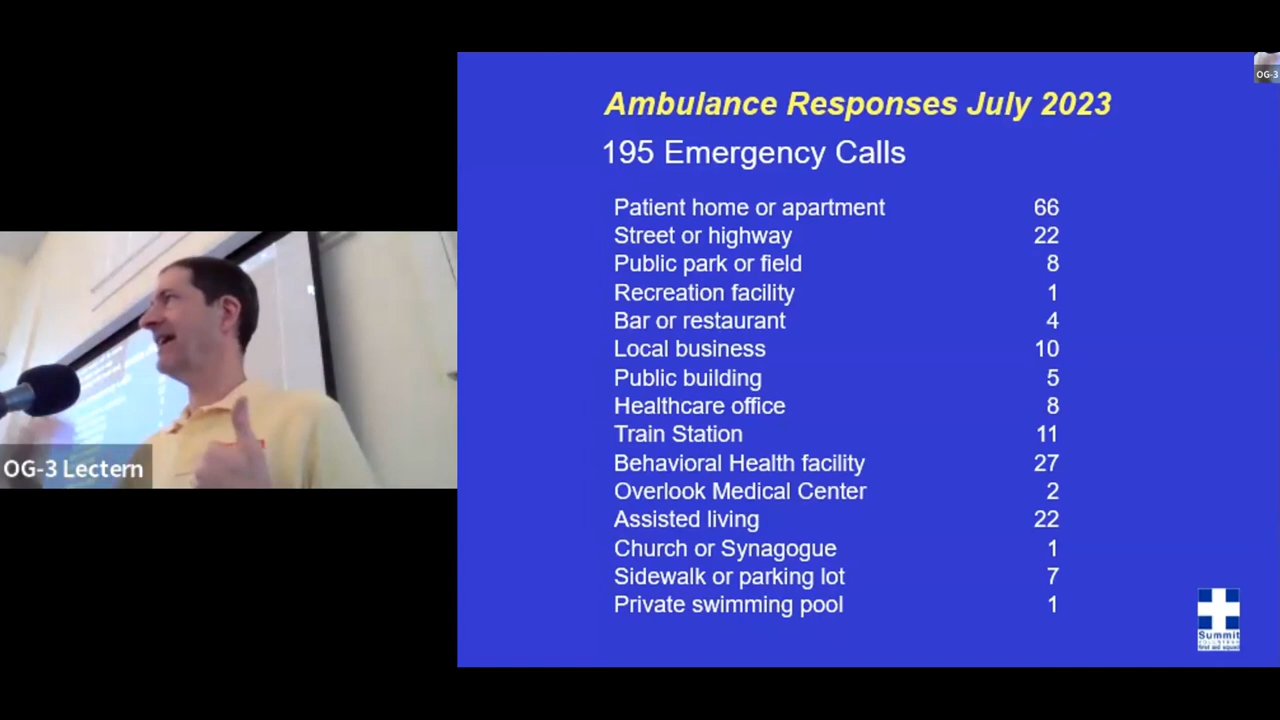 OG-3
Ambulance Responses July 2023
195 Emergency Calls
Patient home or apartment 66
Street or highway 22
Public park or field 8
Recreation facility 1
Bar or restaurant 4
Local business 10
Public building 5
Healthcare office 8
Train Station 11
Behavioral Health facility 27
Overlook Medical Center 2
Assisted living 22
Church or Synagogue 1
Sidewalk or parking lot 7
Private swimming pool 1
OG-3 Lectern
Summit
first aid squad